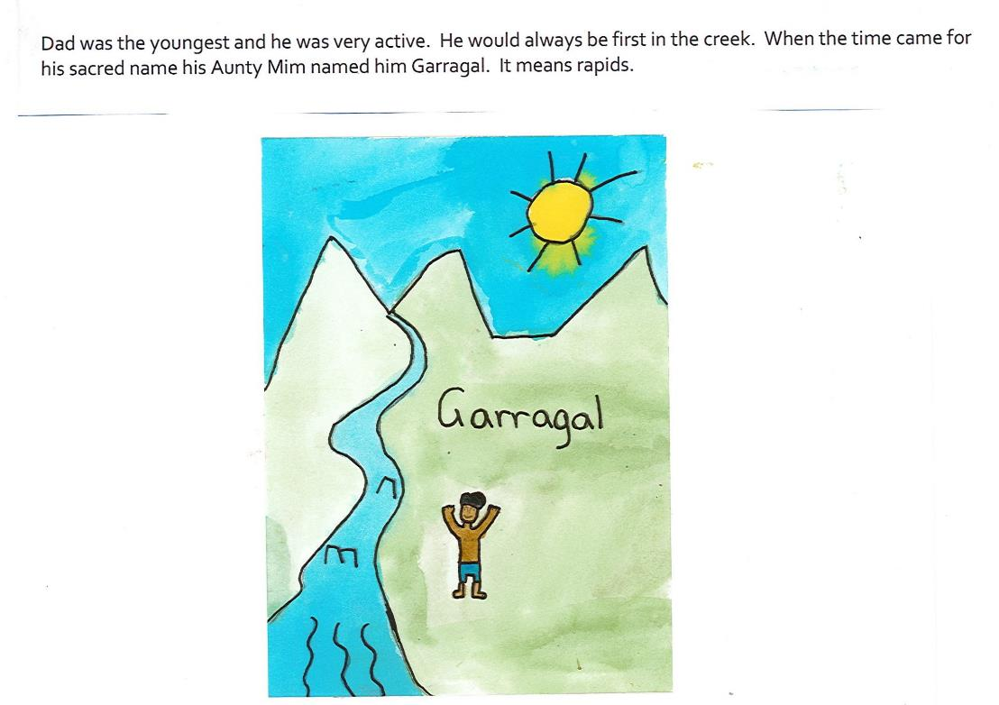 Dad was the youngest and he was very active.  He would always be first in the creek.  When the time came for
his sacred name his Aunty Mim named him Garragal.  It means rapids.
Garragal